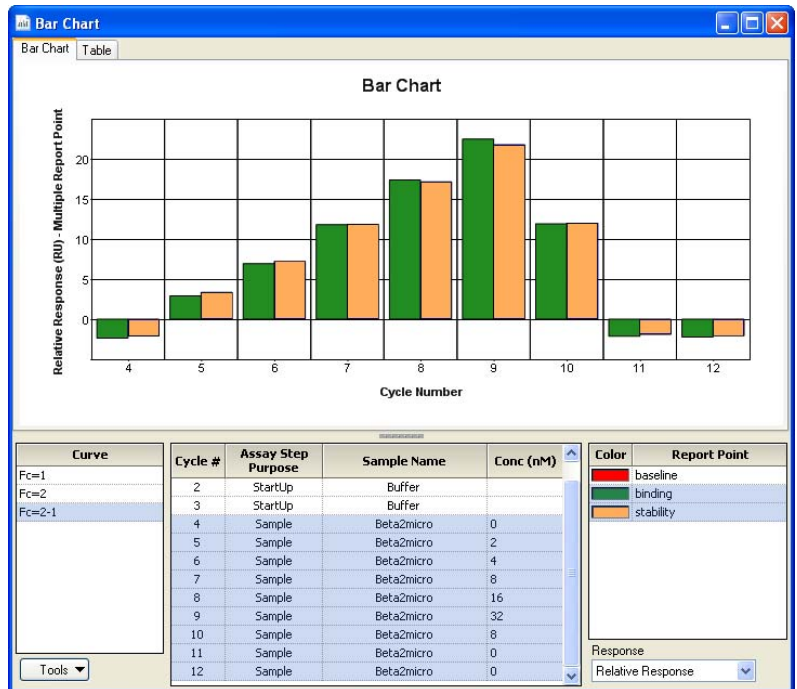 Bar Chart
Bar Chart Table
Bar Chart
Relative Response (RU) - Multiple Report Point
20
15
10
5
0
4 5 6 7 8 9 10 11 12
Cycle Number
Curve
Fc=1
Fc=2
Fc=2-1
Tools
Cycle # Assay Step Purpose Sample Name Conc (nM)
2 StartUp Buffer
3 StartUp Buffer
4 Sample Beta2micro 0
5 Sample Beta2micro 2
6 Sample Beta2micro 4
7 Sample Beta2micro 8
8 Sample Beta2micro 16
9 Sample Beta2micro 32
10 Sample Beta2micro 8
11 Sample Beta2micro 0
12 Sample Beta2micro 0
Color Report Point
baseline
binding
stability
Response
Relative Response